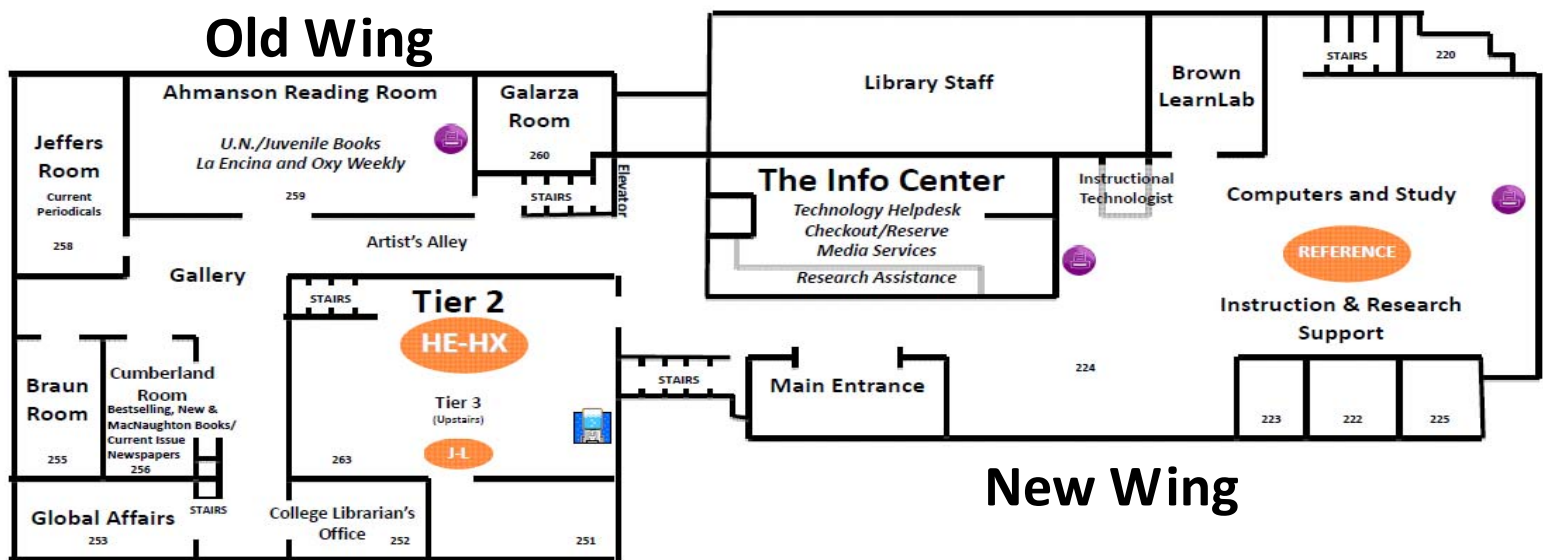 Old Wing
Ahmanson Reading Room
U.N./Juvenile Books
La Encina and Oxy Weekly
259
Galarza
Room
260
Jeffers
Room
Current
Periodicals
258
STAIRS
Elevator
Artist's Alley
Gallery
STAIRS
Tier 2
HE-HX
Tier 3
(Upstairs)
J-L
263
Braun
Room
255
Cumberland
Room
Bestselling, New &
MacNaughton Books/
Current Issue
Newspapers
256
STAIRS
Global Affairs
253
College Librarian's
Office
252
251
Library Staff
Brown
LearnLab
STAIRS
220
The Info Center
Technology Helpdesk
Checkout/Reserve
Media Services
Research Assistance
Instructional
Technologist
Computers and Study
REFERENCE
Instruction & Research
Support
STAIRS
Main Entrance
224
223
222
225
New Wing